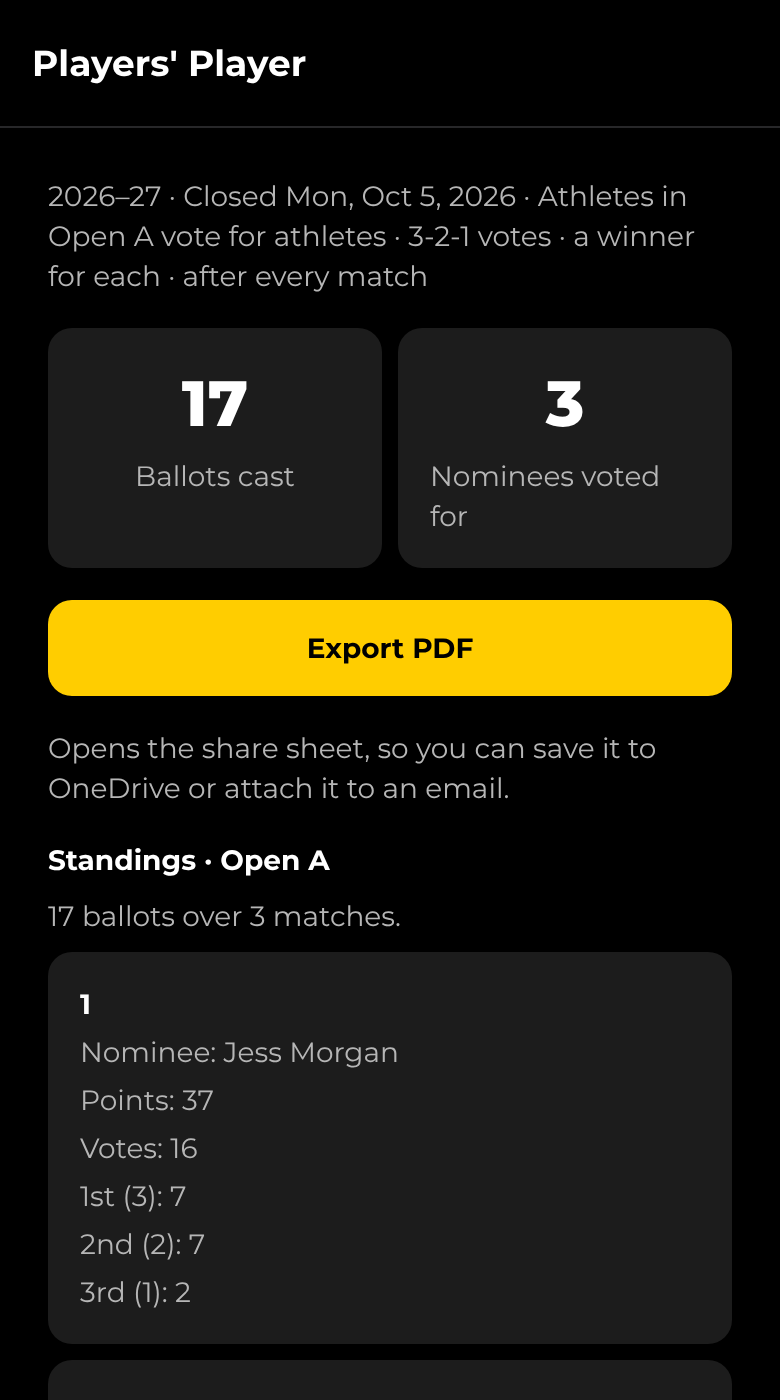 Players' Player
2026–27 · Closed Mon, Oct 5, 2026 · Athletes in
Open A vote for athletes · 3-2-1 votes · a winner
for each · after every match
17
Ballots cast
3
Nominees voted
for
Export PDF
Opens the share sheet, so you can save it to
OneDrive or attach it to an email.
Standings · Open A
17 ballots over 3 matches.
1
Nominee: Jess Morgan
Points: 37
Votes: 16
1st (3): 7
2nd (2): 7
3rd (1): 2